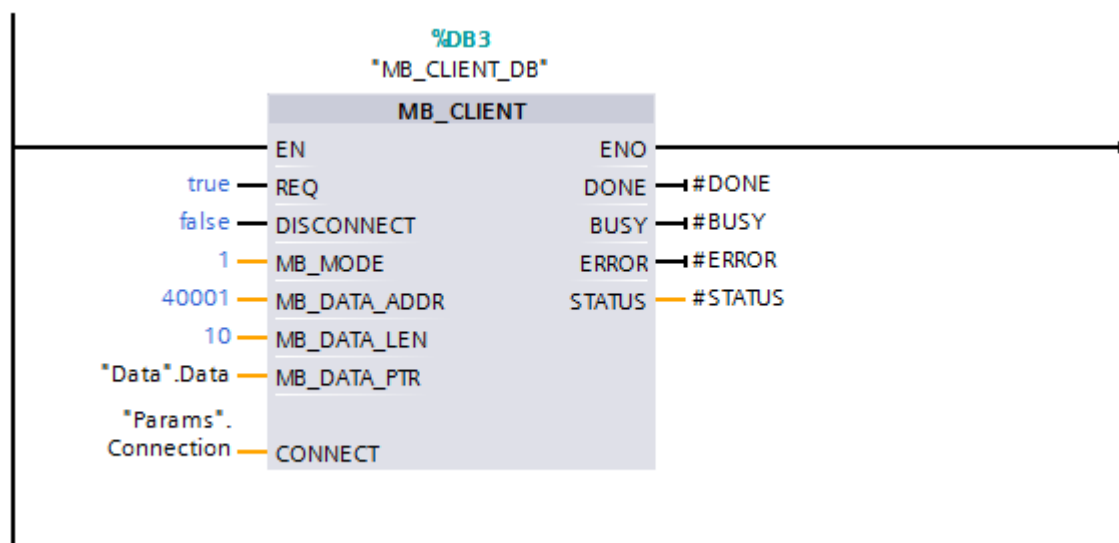 %DB3
"MB_CLIENT_DB"
MB_CLIENT
EN ENO
true REQ DONE #DONE
false DISCONNECT BUSY #BUSY
1 MB_MODE ERROR #ERROR
40001 MB_DATA_ADDR STATUS #STATUS
10 MB_DATA_LEN
"Data".Data MB_DATA_PTR
"Params".
Connection CONNECT